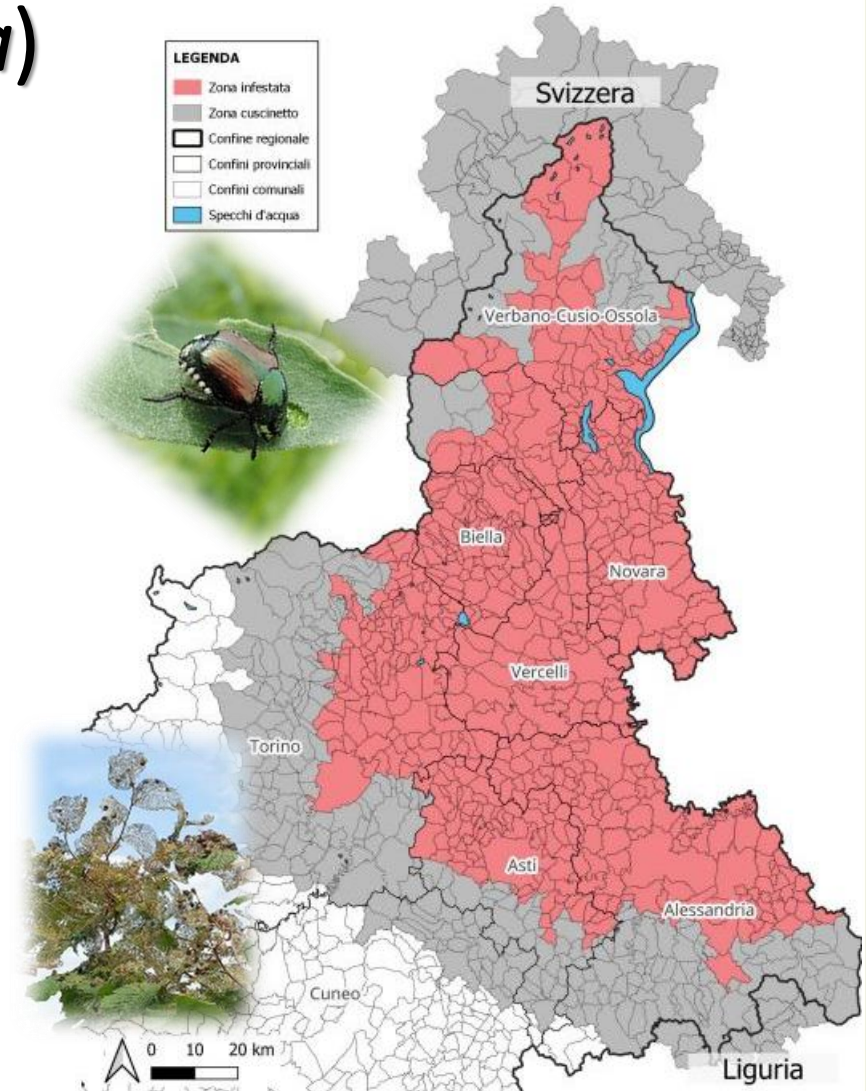 a)
LEGENDA
Zona infestata
Zona cuscinetto
Confine regionale
Confini provinciali
Confini comunali
Specchi d'acqua
Svizzera
Verbano-Cusio-Ossola
Biella
Novara
Vercelli
Torino
Asti
Alessandria
Cuneo
0 10 20 km
Liguria